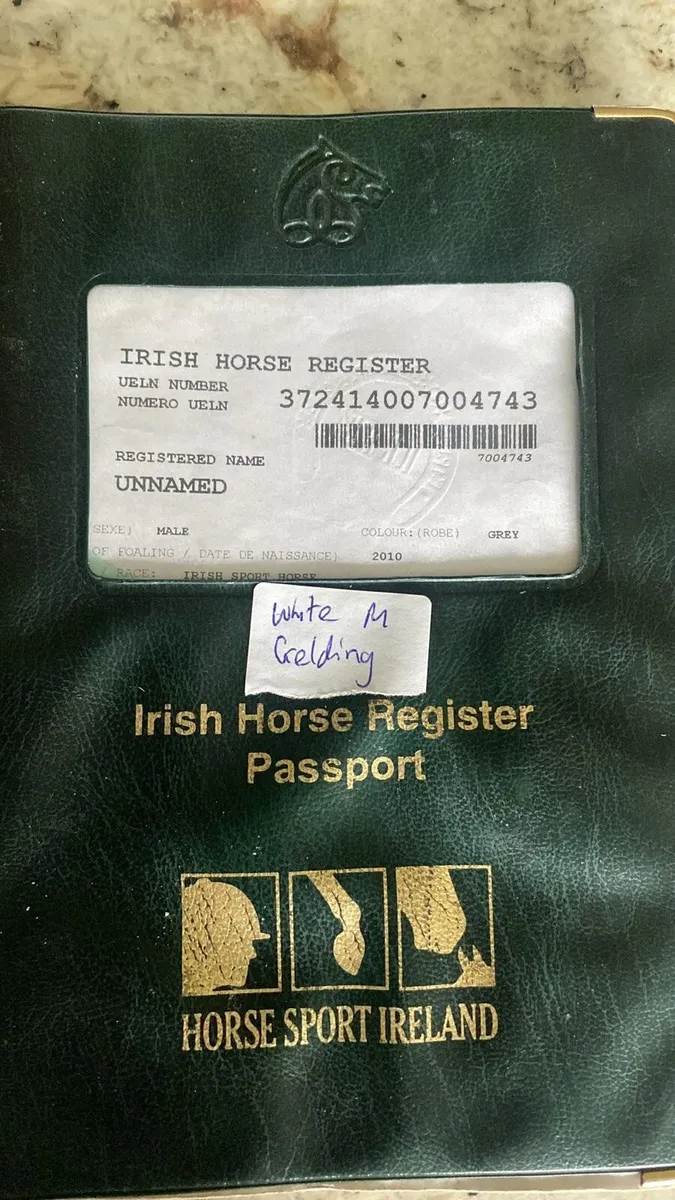 IRISH HORSE REGISTER
UELN NUMBER
NUMERO UELN 372414007004743
7004743
REGISTERED NAME
UNNAMED
SEXE) MALE COLOUR: (ROBE) GREY
OF FOALING / DATE DE NAISSANCE) 2010
/ RACE: IRISH SPORT HORSE
White M
Gelding
Irish Horse Register
Passport
HORSE SPORT IRELAND